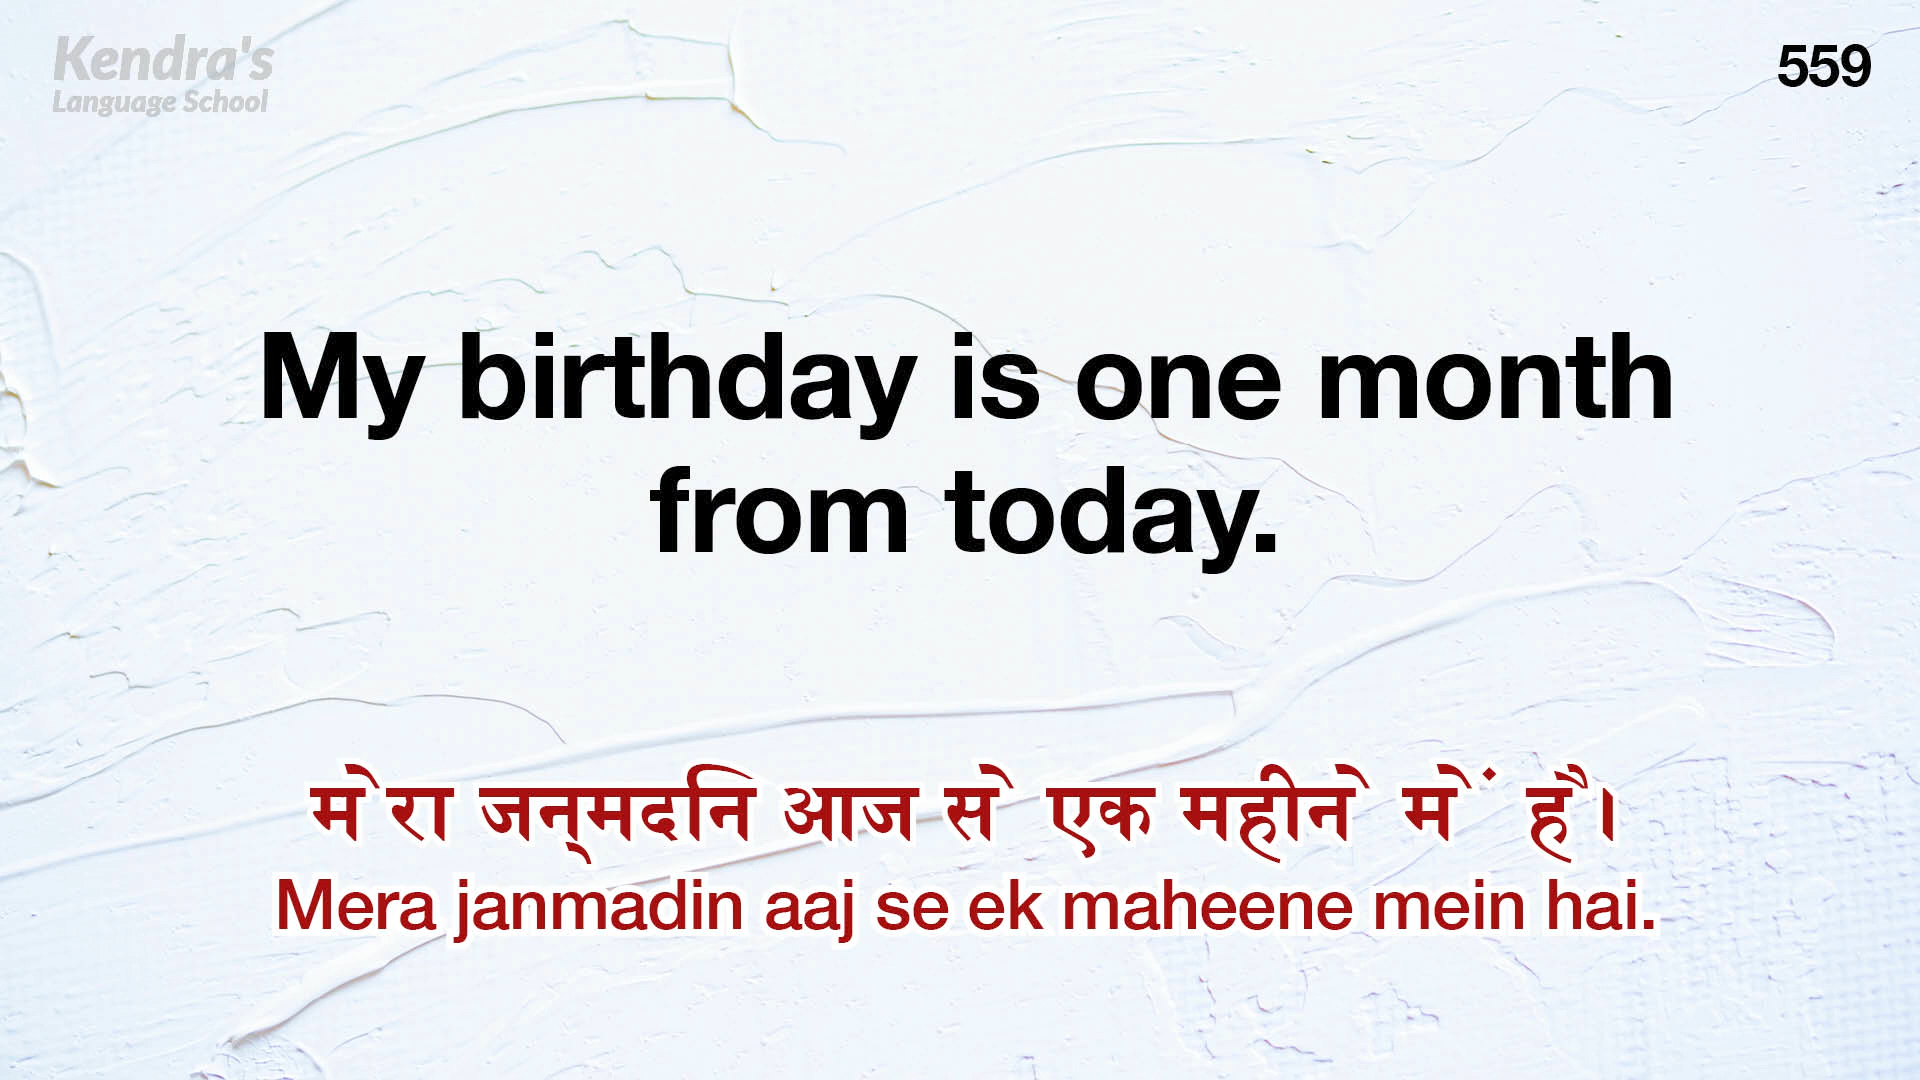 Kendra's
Language School
559
My birthday is one month
from today.
मेरा जन्मदिन आज से एक महीने में है।
Mera janmadin aaj se ek maheene mein hai.